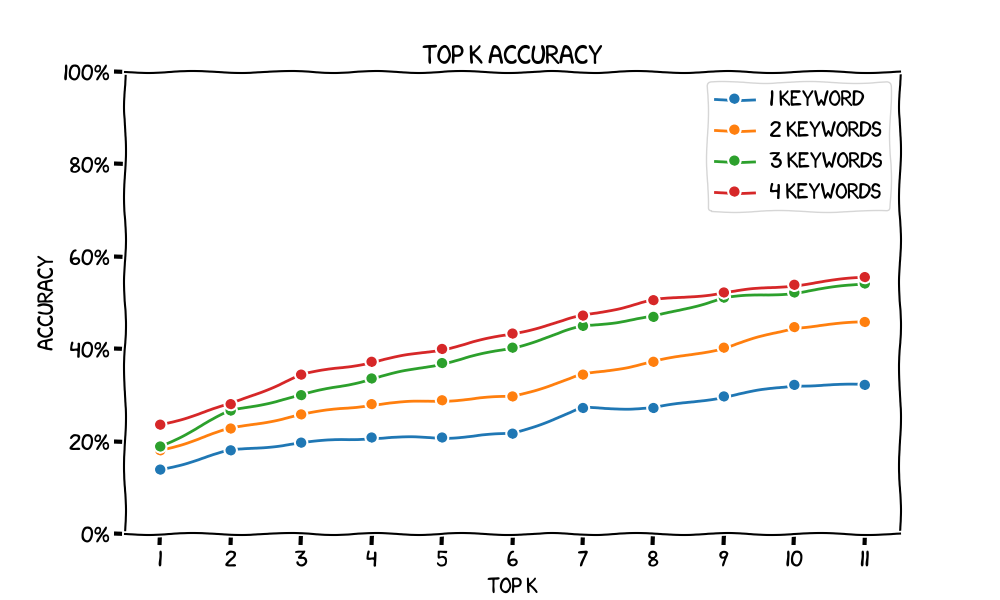 TOP K ACCURACY
100%
80%
60%
40%
20%
0%
ACCURACY
1 KEYWORD
2 KEYWORDS
3 KEYWORDS
4 KEYWORDS
1 2 3 4 5 6 7 8 9 10 11
TOP K